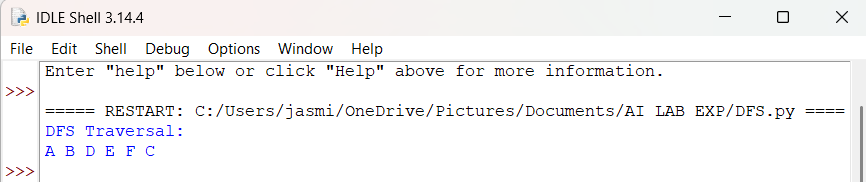 IDLE Shell 3.14.4
File Edit Shell Debug Options Window Help
Enter "help" below or click "Help" above for more information.
>>>
===== RESTART: C:/Users/jasmi/OneDrive/Pictures/Documents/AI LAB EXP/DFS.py ====
DFS Traversal:
A B D E F C
>>>